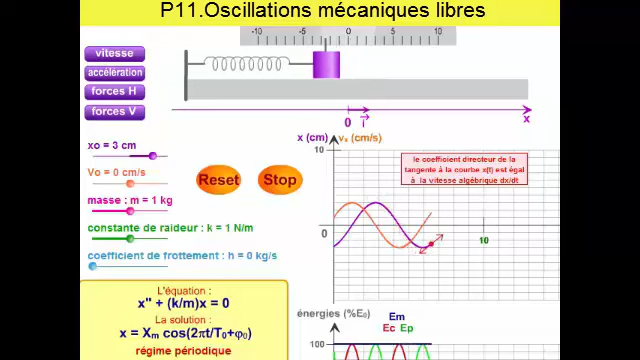 P11.Oscillations mécaniques libres
-10 -5 0 5 10
vitesse
accélération
forces H
forces V
0 i x
xo = 3 cm
Vo = 0 cm/s
masse : m = 1 kg
constante de raideur : k = 1 N/m
coefficient de frottement : h = 0 kg/s
Reset
Stop
x (cm) vx (cm/s)
10
le coefficient directeur de la
tangente à la courbe x(t) est égal
à la vitesse algébrique dx/dt
0
10
L'équation :
x" + (k/m)x = 0
La solution :
x = Xm cos(2πt/T0+φ0)
régime périodique
énergies (%E0)
Em
Ec Ep
100